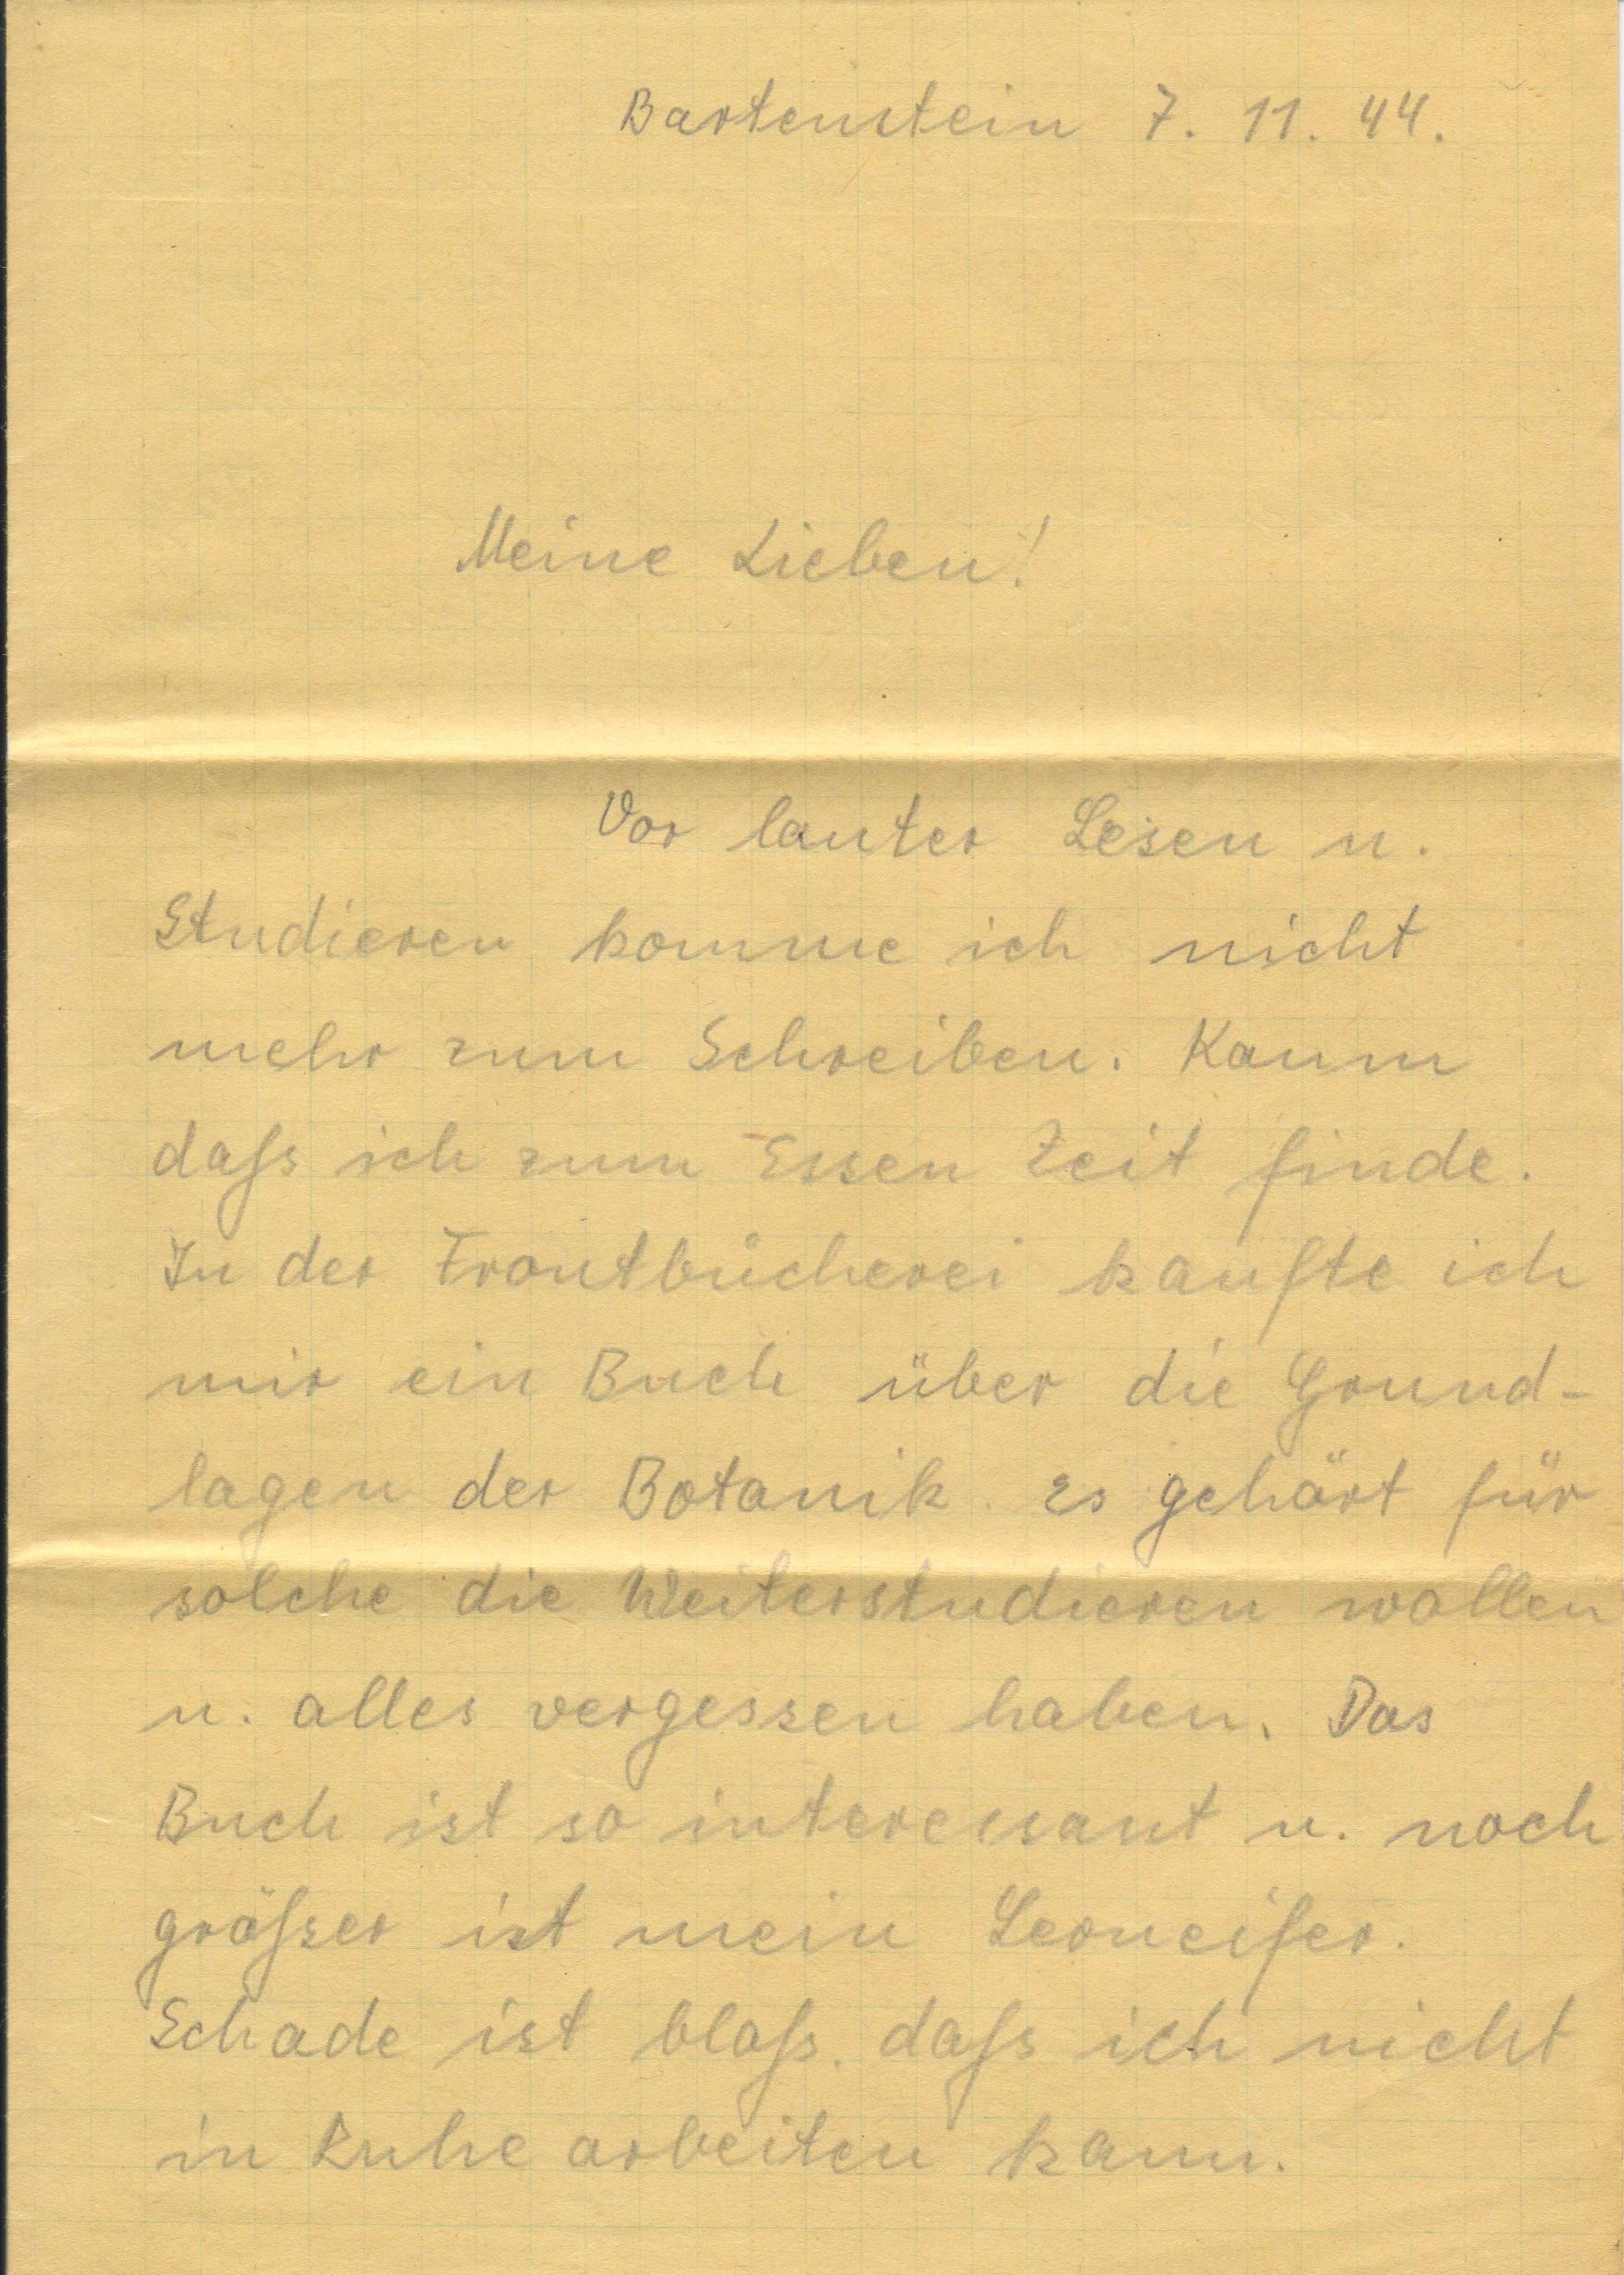 Bartenstein 7. 11. 44.
Meine Lieben!
Vor lauter Lesen u.
Studieren komme ich nicht
mehr zum Schreiben. Kaum
dass ich zum Essen Zeit finde.
In der Frontbücherei kaufte ich
mir ein Buch über die Grund-
lagen der Botanik. Es gehört für
solche die Weiterstudieren wollen
u. alles vergessen haben. Das
Buch ist so interessant u. noch
grösser ist mein Lerneifer.
Schade ist bloss, dass ich nicht
in Ruhe arbeiten kann.